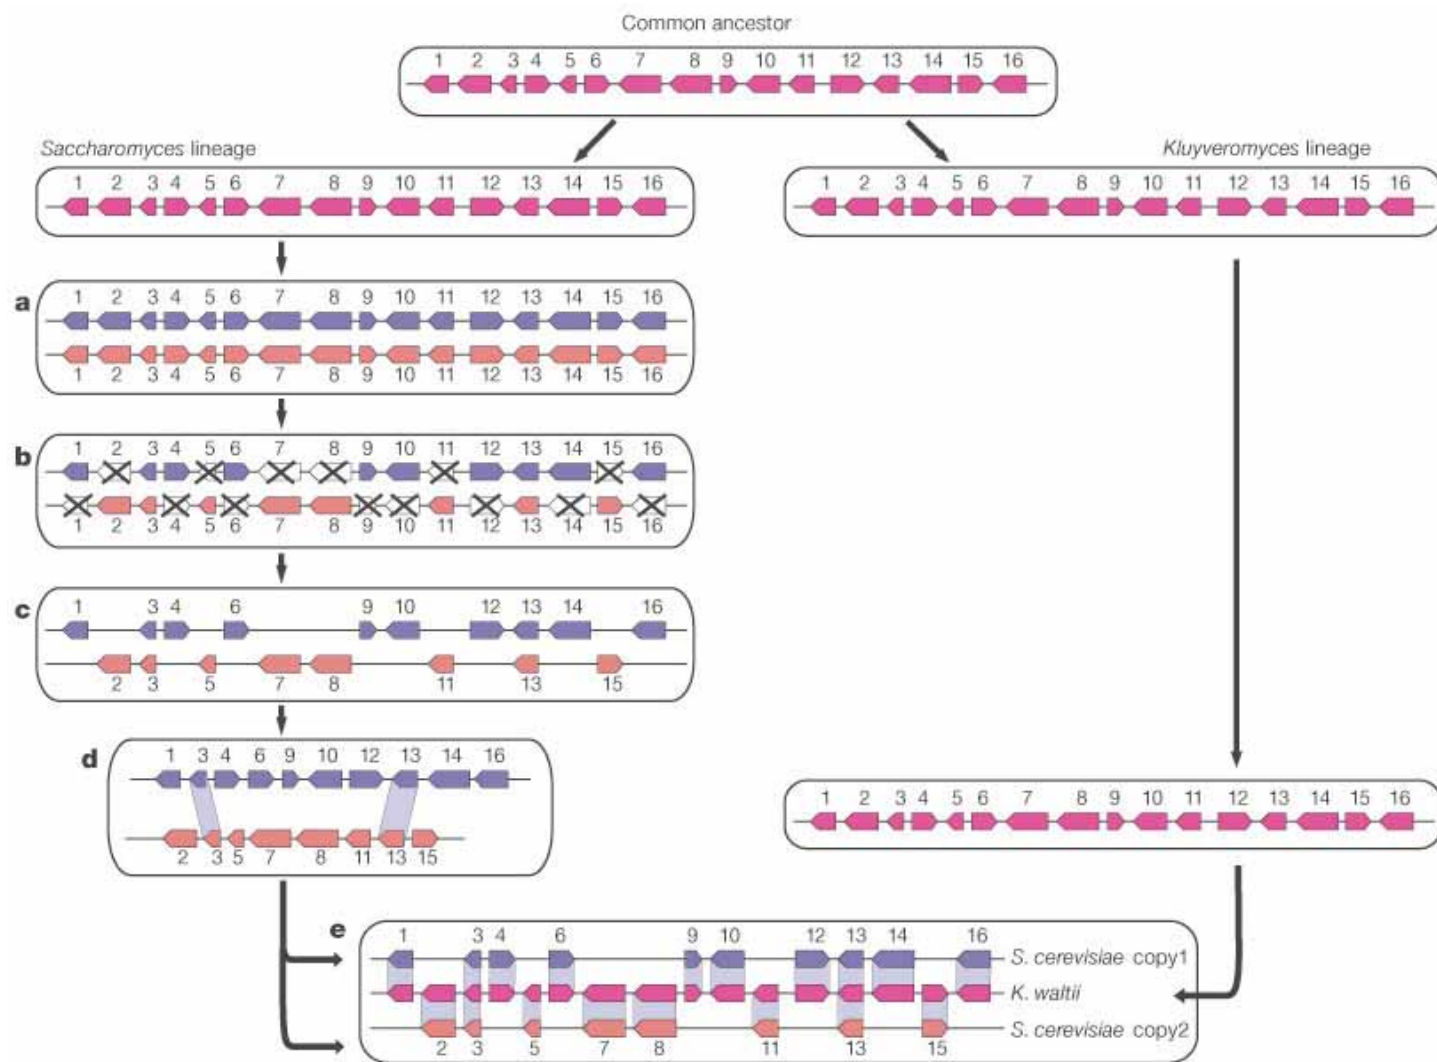 Common ancestor
1 2 3 4 5 6 7 8 9 10 11 12 13 14 15 16
Saccharomyces lineage
Kluyveromyces lineage
1 2 3 4 5 6 7 8 9 10 11 12 13 14 15 16
1 2 3 4 5 6 7 8 9 10 11 12 13 14 15 16
a
1 2 3 4 5 6 7 8 9 10 11 12 13 14 15 16
1 2 3 4 5 6 7 8 9 10 11 12 13 14 15 16
b
1 2 3 4 5 6 7 8 9 10 11 12 13 14 15 16
1 2 3 4 5 6 7 8 9 10 11 12 13 14 15 16
c
1 3 4 6 9 10 12 13 14 16
2 3 5 7 8 11 13 15
d
1 3 4 6 9 10 12 13 14 16
2 3 5 7 8 11 13 15
1 2 3 4 5 6 7 8 9 10 11 12 13 14 15 16
e
1 3 4 6 9 10 12 13 14 16
S. cerevisiae copy1
K. waltii
S. cerevisiae copy2
2 3 5 7 8 11 13 15